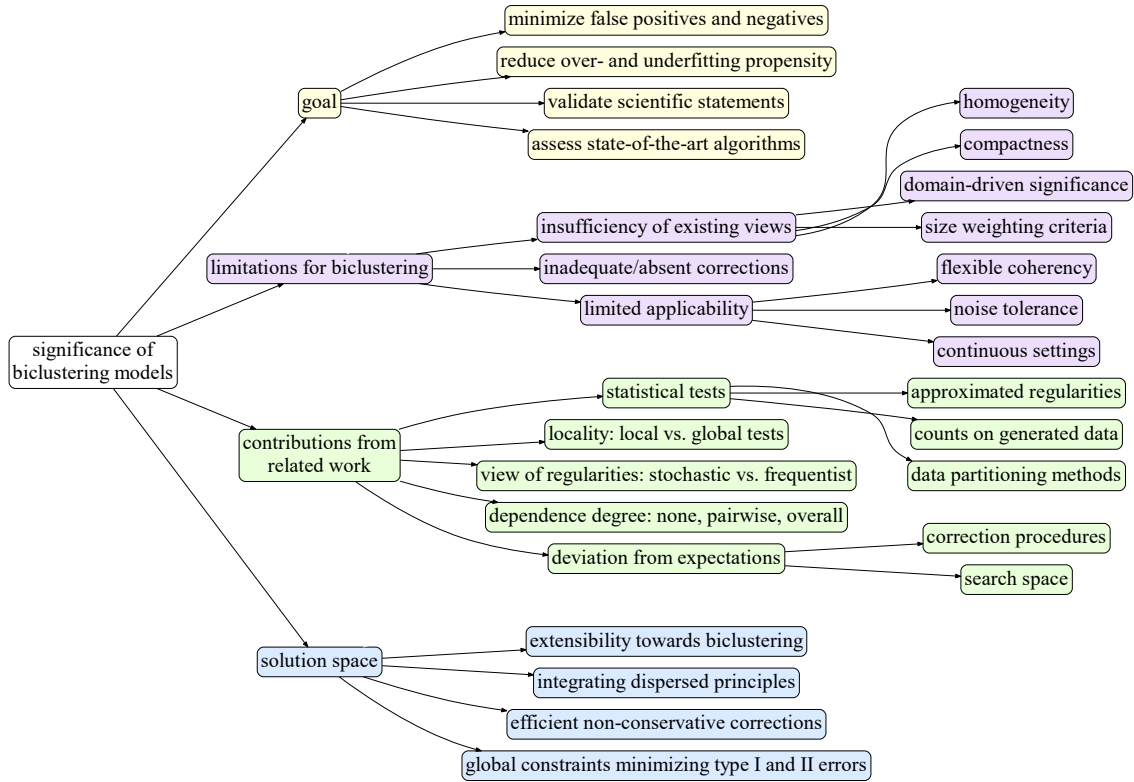 minimize false positives and negatives
reduce over- and underfitting propensity
goal
validate scientific statements
homogeneity
assess state-of-the-art algorithms
compactness
domain-driven significance
insufficiency of existing views
size weighting criteria
limitations for biclustering
inadequate/absent corrections
flexible coherency
limited applicability
noise tolerance
continuous settings
significance of
biclustering models
statistical tests
approximated regularities
locality: local vs. global tests
counts on generated data
contributions from
related work
view of regularities: stochastic vs. frequentist
data partitioning methods
dependence degree: none, pairwise, overall
correction procedures
deviation from expectations
search space
extensibility towards biclustering
solution space
integrating dispersed principles
efficient non-conservative corrections
global constraints minimizing type I and II errors